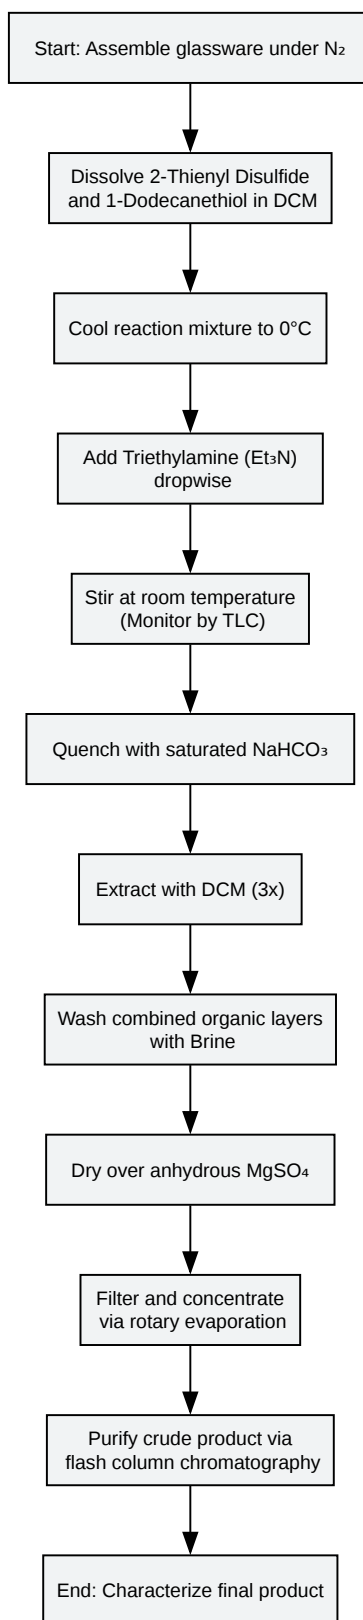 Start: Assemble glassware under N₂
Dissolve 2-Thienyl Disulfide
and 1-Dodecanethiol in DCM
Cool reaction mixture to 0°C
Add Triethylamine (Et₃N)
dropwise
Stir at room temperature
(Monitor by TLC)
Quench with saturated NaHCO₃
Extract with DCM (3x)
Wash combined organic layers
with Brine
Dry over anhydrous MgSO₄
Filter and concentrate
via rotary evaporation
Purify crude product via
flash column chromatography
End: Characterize final product